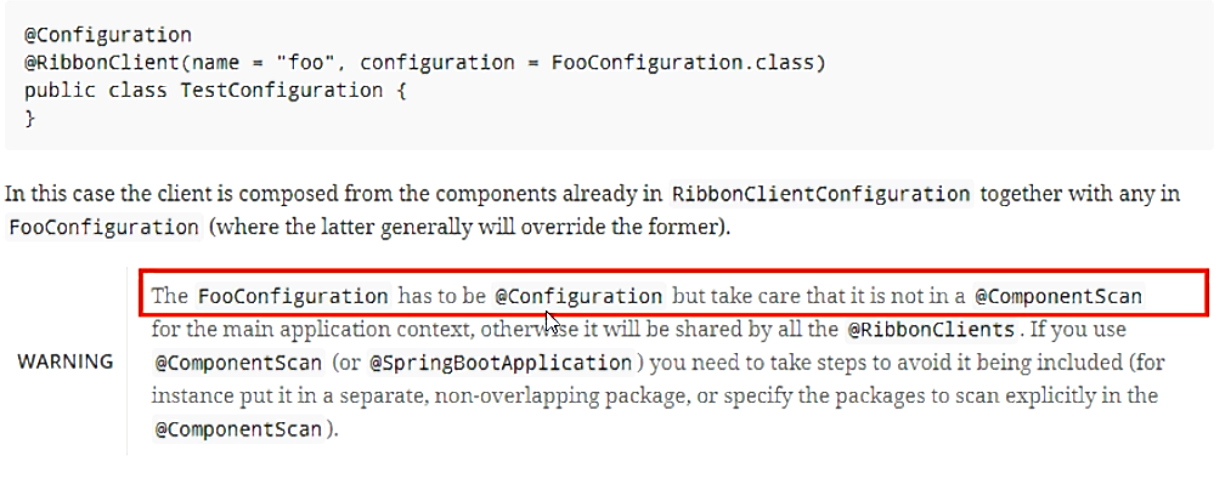 @Configuration
@RibbonClient(name = "foo", configuration = FooConfiguration.class)
public class TestConfiguration {
}
In this case the client is composed from the components already in RibbonClientConfiguration together with any in
FooConfiguration (where the latter generally will override the former).
The FooConfiguration has to be @Configuration but take care that it is not in a @ComponentScan
for the main application context, otherwise it will be shared by all the @RibbonClients. If you use
WARNING @ComponentScan (or @SpringBootApplication) you need to take steps to avoid it being included (for
instance put it in a separate, non-overlapping package, or specify the packages to scan explicitly in the
@ComponentScan).